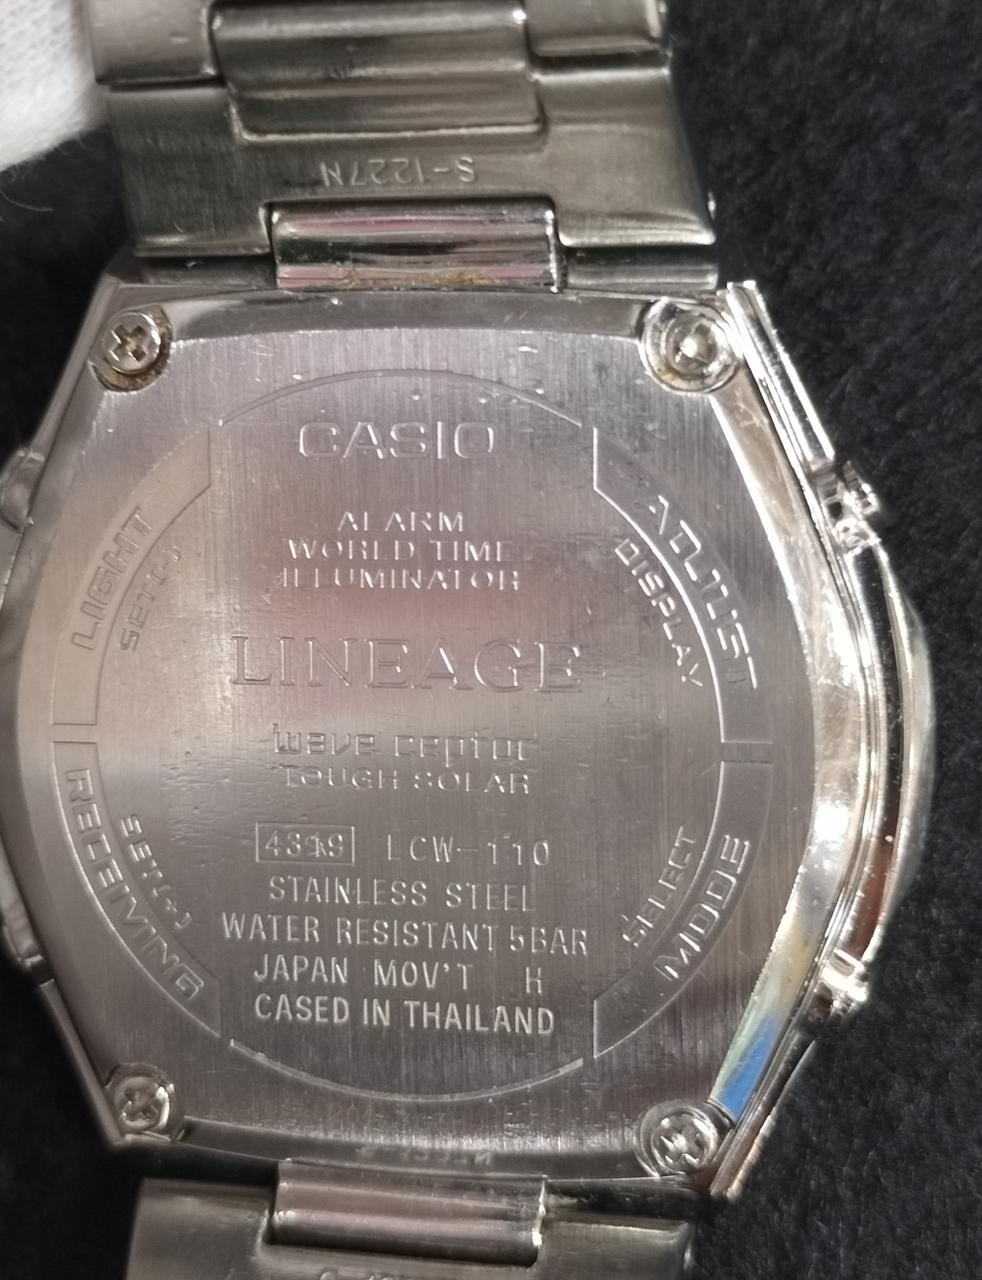 S-1227N
CASIO
ALARM
WORLD TIME
ILLUMINATOR
LINEAGE
wave ceptor
TOUGH SOLAR
LCW-110
STAINLESS STEEL
WATER RESISTANT 5BAR
JAPAN MOV'T H
CASED IN THAILAND
LIGHT
SET(-)
ADJUST
DISPLAY
RECEIVING
SET(+)
SELECT
MODE